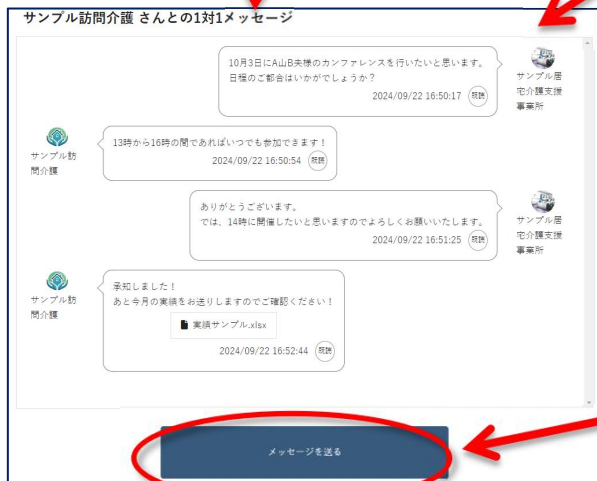 サンプル訪問介護 さんとの1対1メッセージ
10月3日にA山B夫様のカンファレンスを行いたいと思います。
日程のご都合はいかがでしょうか？
2024/09/22 16:50:17 既読
サンプル居
宅介護支援
事業所
サンプル訪
問介護
13時から16時の間であればいつでも参加できます！
2024/09/22 16:50:54 既読
ありがとうございます。
では、14時に開催したいと思いますのでよろしくお願いいたします。
2024/09/22 16:51:25 既読
サンプル居
宅介護支援
事業所
サンプル訪
問介護
承知しました！
あと今月の実績をお送りしますのでご確認ください！
実績サンプル.xlsx
2024/09/22 16:52:44 既読
メッセージを送る